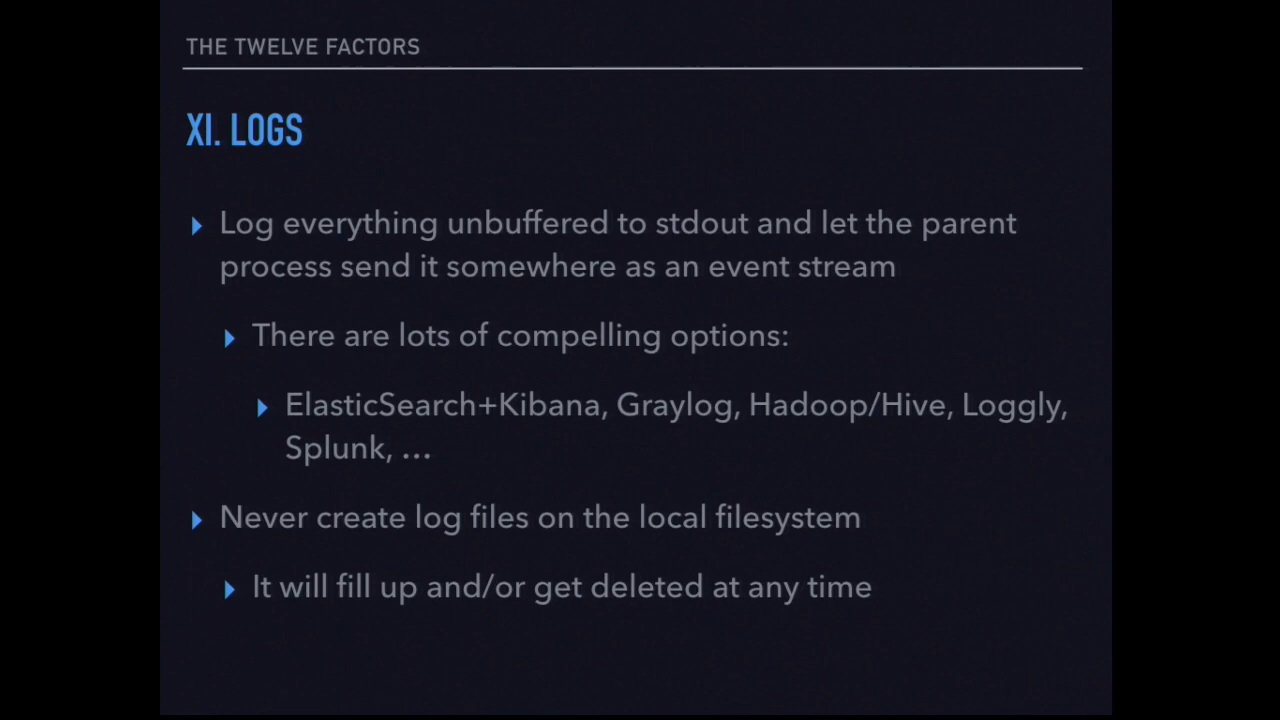 THE TWELVE FACTORS
XI. LOGS
Log everything unbuffered to stdout and let the parent
process send it somewhere as an event stream
There are lots of compelling options:
ElasticSearch+Kibana, Graylog, Hadoop/Hive, Loggly,
Splunk, ...
Never create log files on the local filesystem
It will fill up and/or get deleted at any time